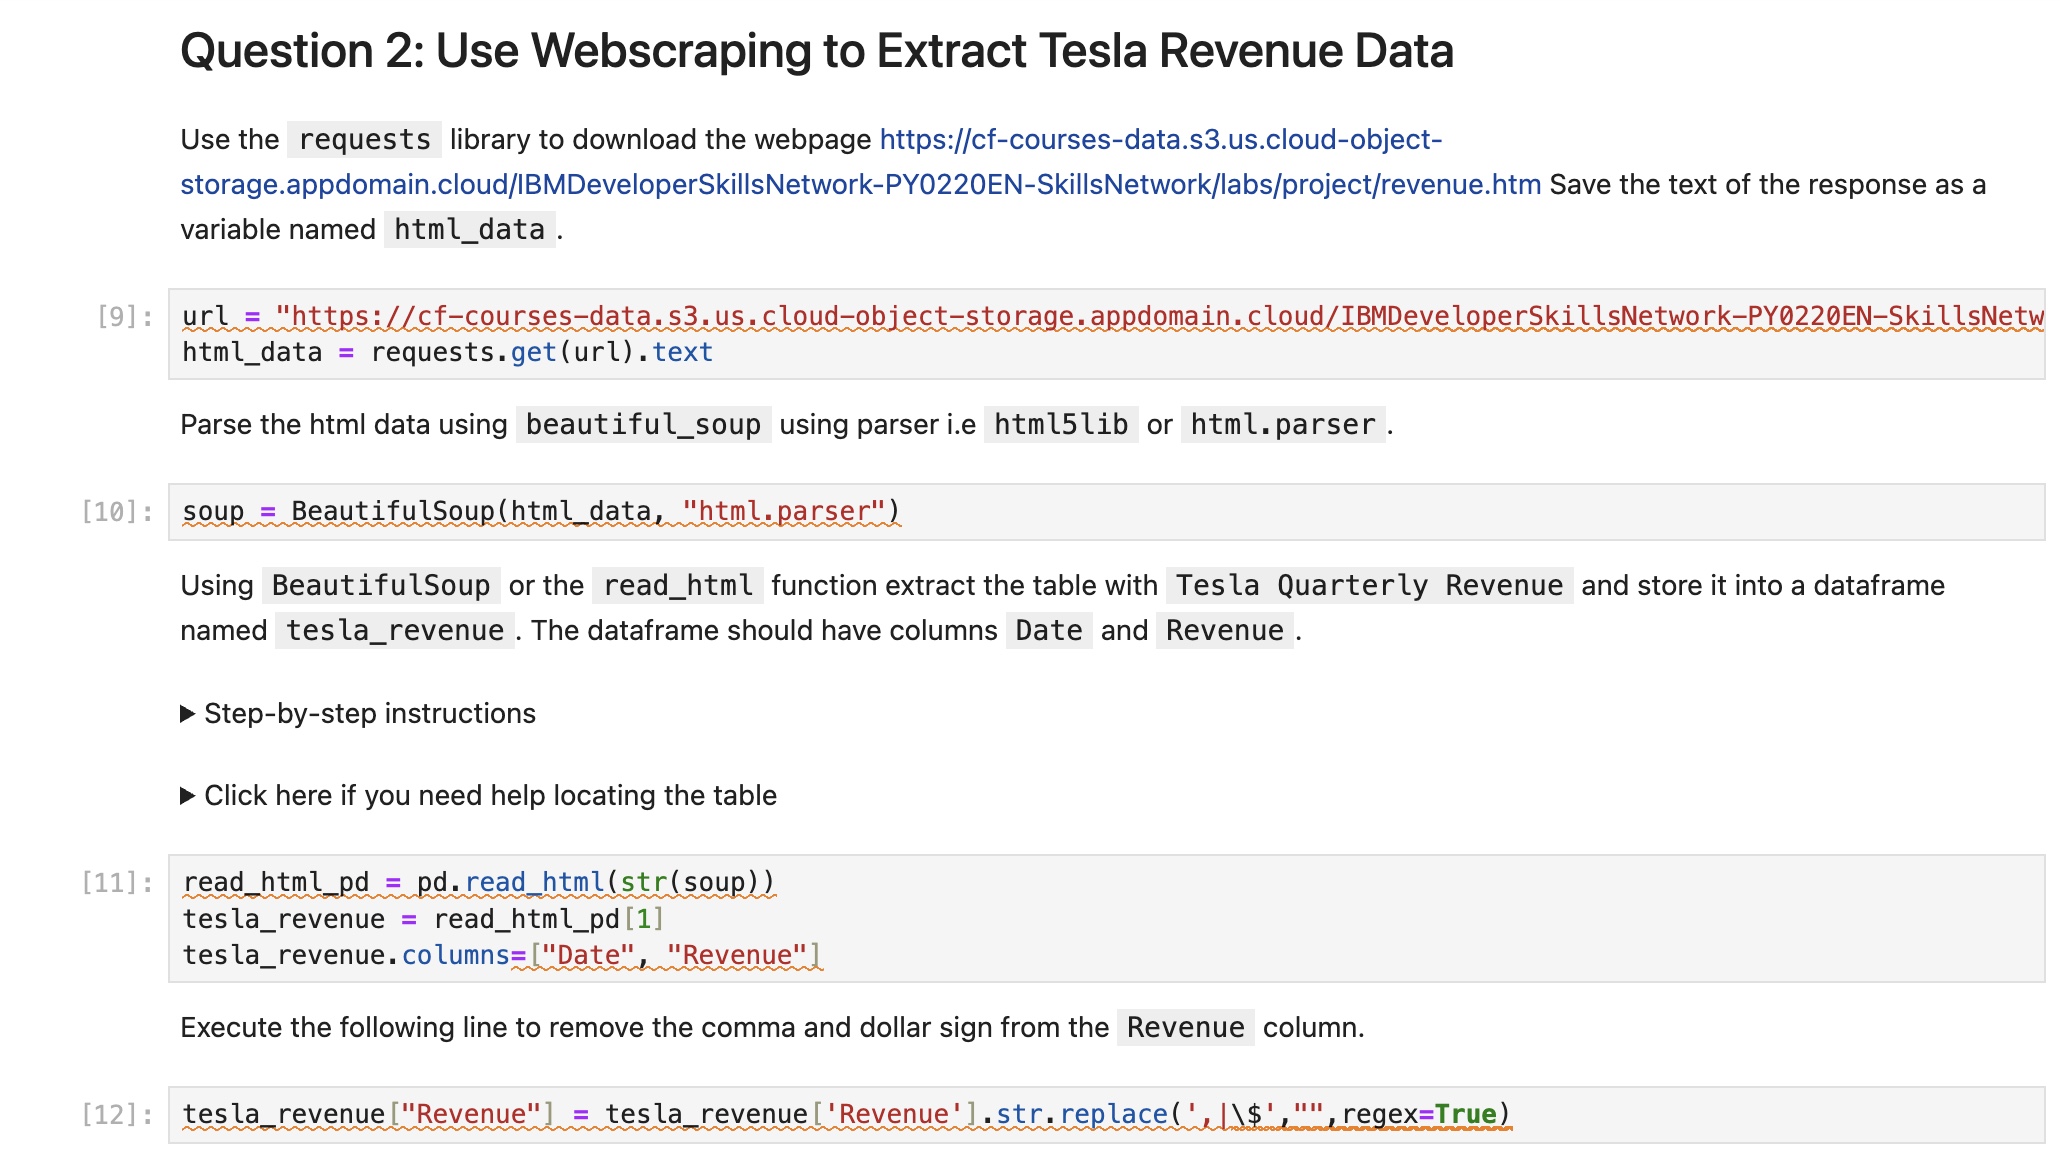 Question 2: Use Webscraping to Extract Tesla Revenue Data
Use the requests library to download the webpage https://cf-courses-data.s3.us.cloud-object-
storage.appdomain.cloud/IBMDeveloperSkillsNetwork-PY0220EN-SkillsNetwork/labs/project/revenue.htm Save the text of the response as a
variable named html_data.
[9]: url = "https://cf-courses-data.s3.us.cloud-object-storage.appdomain.cloud/IBMDeveloperSkillsNetwork-PY0220EN-SkillsNetw
html_data = requests.get(url).text
Parse the html data using beautiful_soup using parser i.e html5lib or html.parser.
[10]: soup = BeautifulSoup(html_data, "html.parser")
Using BeautifulSoup or the read_html function extract the table with Tesla Quarterly Revenue and store it into a dataframe
named tesla_revenue. The dataframe should have columns Date and Revenue.
▶ Step-by-step instructions
▶ Click here if you need help locating the table
[11]: read_html_pd = pd.read_html(str(soup))
tesla_revenue = read_html_pd[1]
tesla_revenue.columns=["Date", "Revenue"]
Execute the following line to remove the comma and dollar sign from the Revenue column.
[12]: tesla_revenue["Revenue"] = tesla_revenue['Revenue'].str.replace(',|\$',"",regex=True)